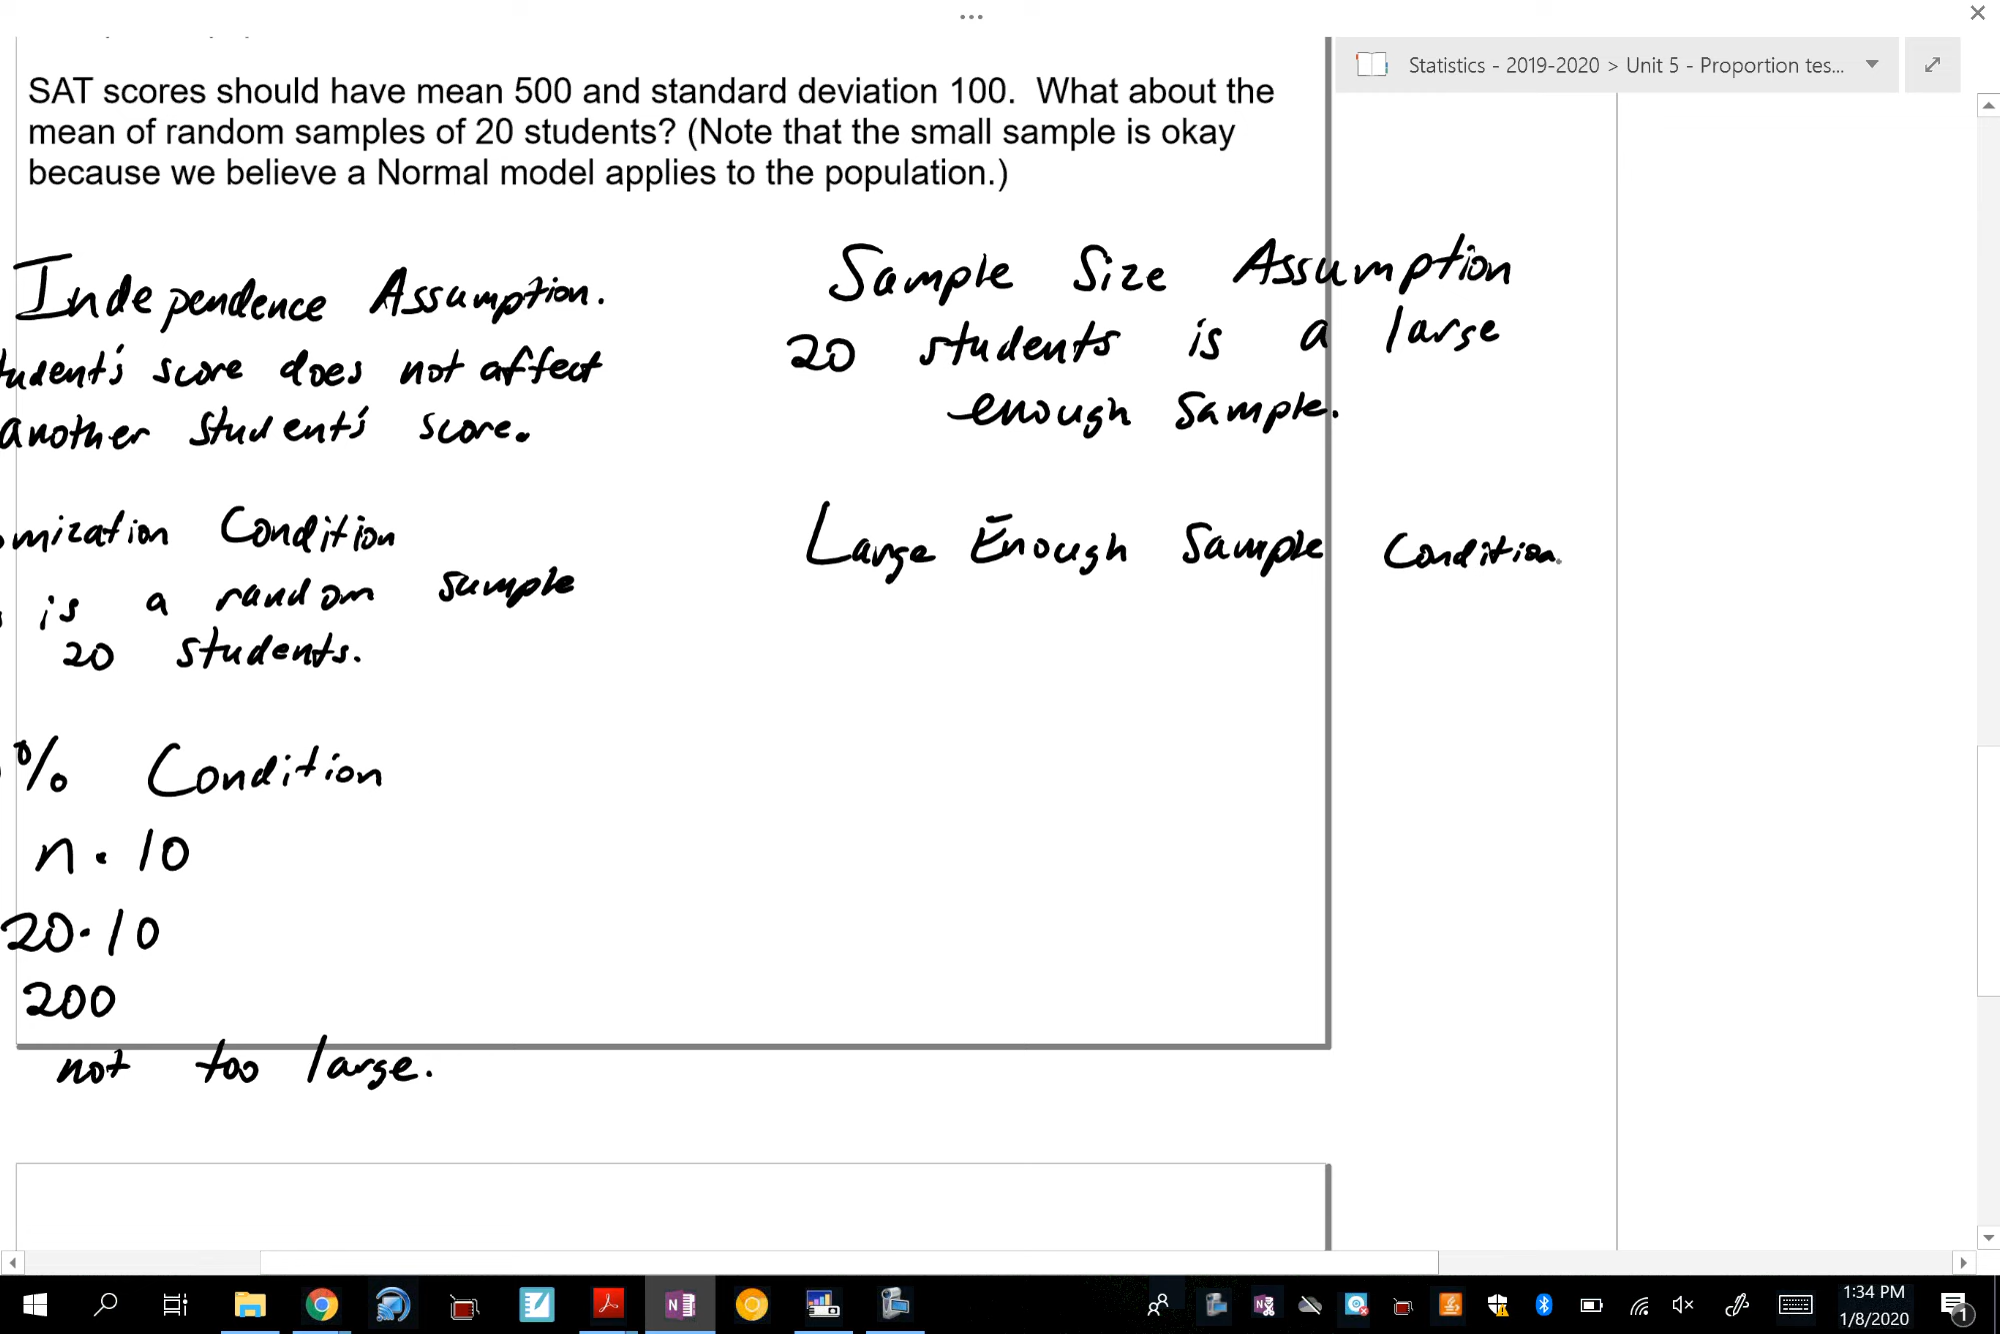 Statistics - 2019-2020 > Unit 5 - Proportion tes...
SAT scores should have mean 500 and standard deviation 100. What about the
mean of random samples of 20 students? (Note that the small sample is okay
because we believe a Normal model applies to the population.)
Independence Assumption.
tudent's score does not affect
another student's score.
omization Condition
is a random sample
20 students.
0% Condition
n · 10
20 · 10
200
not too large.
Sample Size Assumption
20 students is a large
enough sample.
Large Enough Sample Condition.
1:34 PM
1/8/2020
1